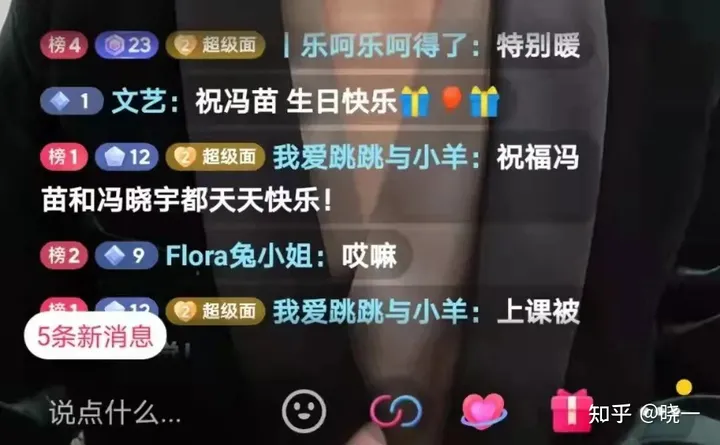 榜4 23 2 超级面 丨乐呵乐呵得了：特别暖
1 文艺：祝冯苗 生日快乐🎁🎈🎁
榜1 12 2 超级面 我爱跳跳与小羊：祝福冯
苗和冯晓宇都天天快乐！
榜2 9 Flora兔小姐：哎嘛
榜1 12 2 超级面 我爱跳跳与小羊：上课被
5条新消息
说点什么...
知乎 @晓一